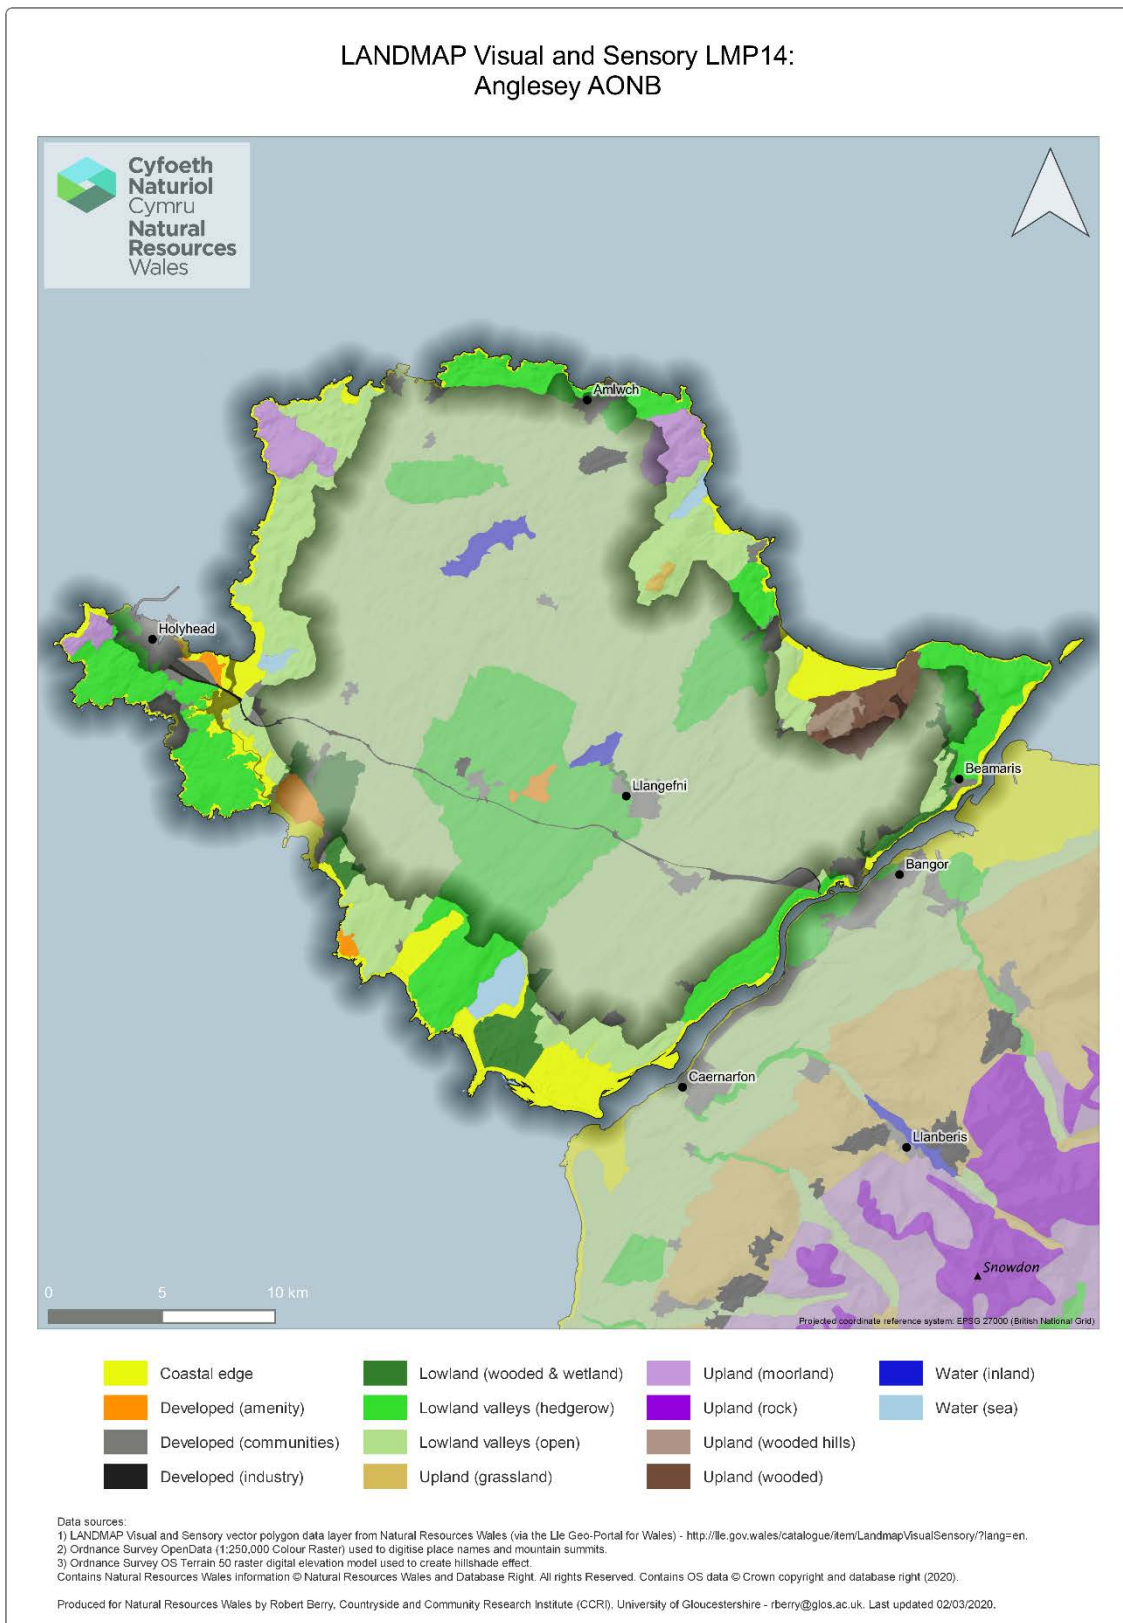 LANDMAP Visual and Sensory LMP14:
Anglesey AONB
Cyfoeth
Naturiol
Cymru
Natural
Resources
Wales
Amlwch
Holyhead
Beamaris
Llangefni
Bangor
Caernarfon
Llanberis
Snowdon
0 5 10 km
Projected coordinate reference system: EPSG 27000 (British National Grid)
Coastal edge
Developed (amenity)
Developed (communities)
Developed (industry)
Lowland (wooded & wetland)
Lowland valleys (hedgerow)
Lowland valleys (open)
Upland (grassland)
Upland (moorland)
Upland (rock)
Upland (wooded hills)
Upland (wooded)
Water (inland)
Water (sea)
Data sources:
1) LANDMAP Visual and Sensory vector polygon data layer from Natural Resources Wales (via the Lle Geo-Portal for Wales) - http://lle.gov.wales/catalogue/item/LandmapVisualSensory/?lang=en.
2) Ordnance Survey OpenData (1:250,000 Colour Raster) used to digitise place names and mountain summits.
3) Ordnance Survey OS Terrain 50 raster digital elevation model used to create hillshade effect.
Contains Natural Resources Wales information © Natural Resources Wales and Database Right. All rights Reserved. Contains OS data © Crown copyright and database right (2020).
Produced for Natural Resources Wales by Robert Berry, Countryside and Community Research Institute (CCRI), University of Gloucestershire - rberry@glos.ac.uk. Last updated 02/03/2020.